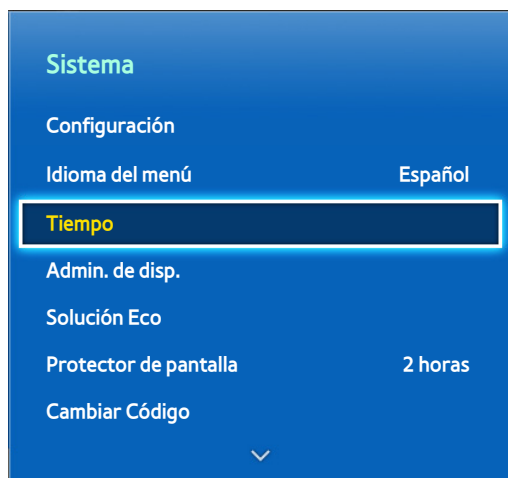 Sistema
Configuración
Idioma del menú Español
Tiempo
Admin. de disp.
Solución Eco
Protector de pantalla 2 horas
Cambiar Código